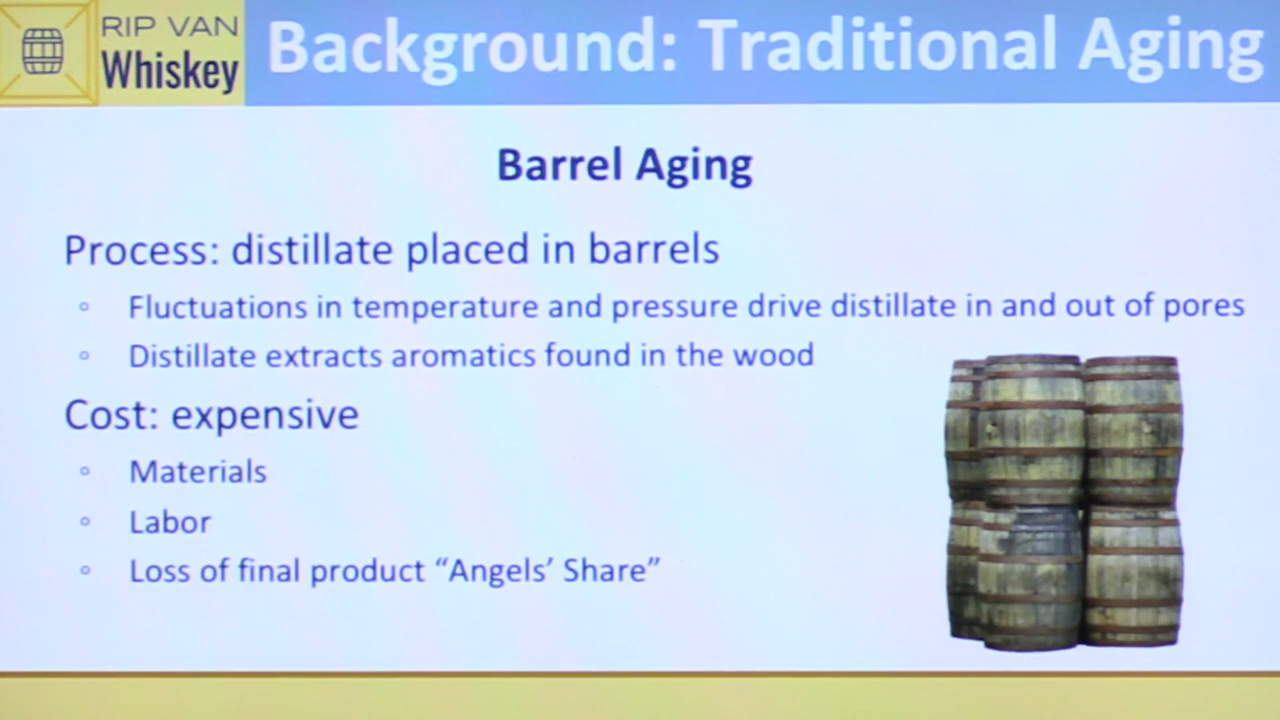 RIP VAN
Whiskey
Background: Traditional Aging
Barrel Aging
Process: distillate placed in barrels
◦ Fluctuations in temperature and pressure drive distillate in and out of pores
◦ Distillate extracts aromatics found in the wood
Cost: expensive
◦ Materials
◦ Labor
◦ Loss of final product “Angels’ Share”